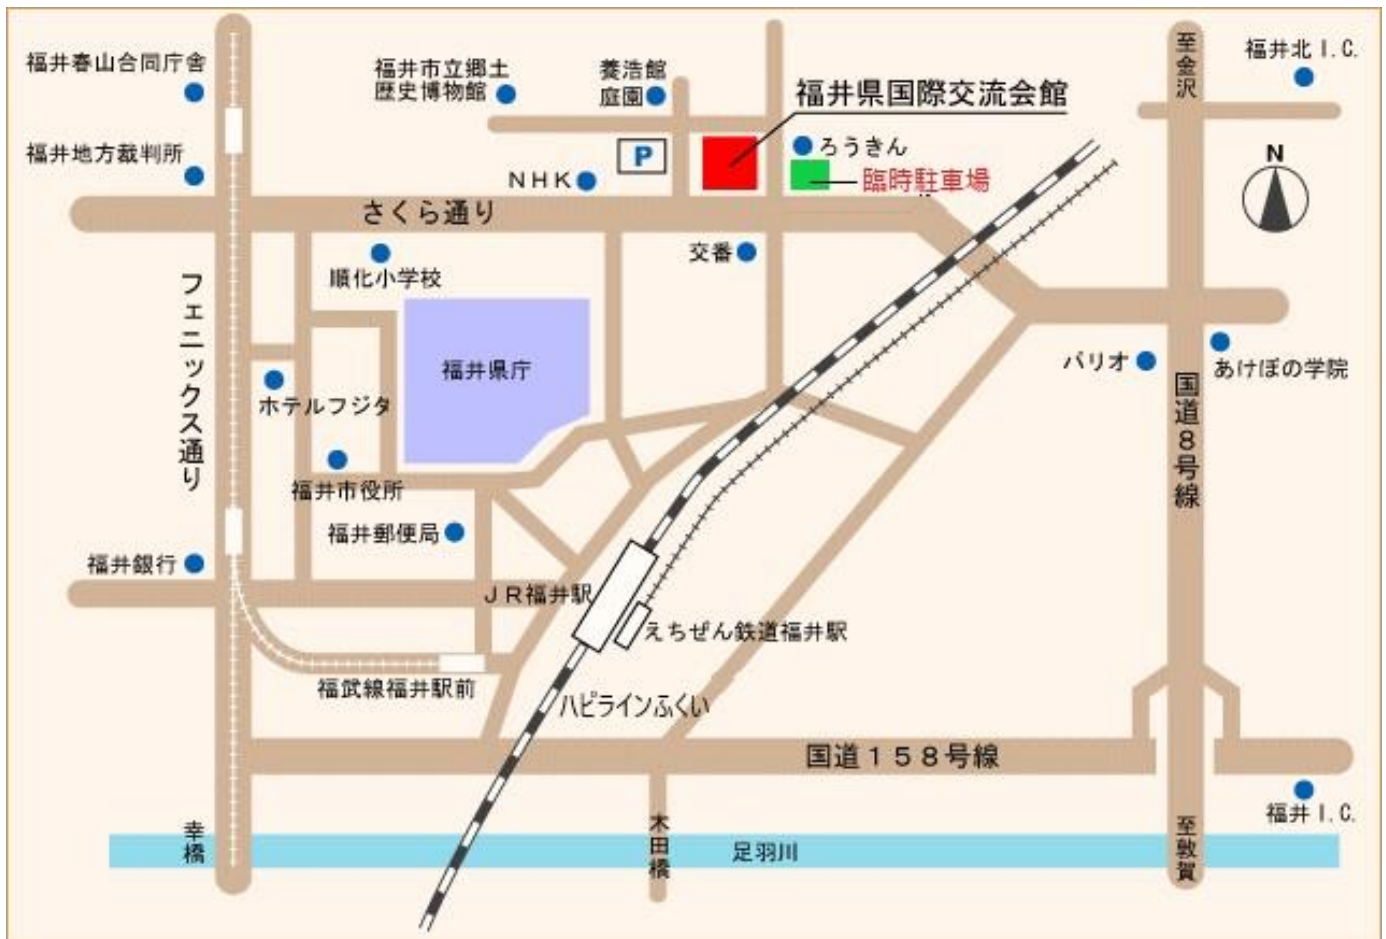 福井春山合同庁舎
福井市立郷土
歴史博物館
養浩館
庭園
福井県国際交流会館
至金沢
福井北I.C.
福井地方裁判所
P
ろうきん
臨時駐車場
N
NHK
さくら通り
交番
順化小学校
フェニックス通り
福井県庁
ホテルフジタ
パリオ
あけぼの学院
国道8号線
福井市役所
福井郵便局
福井銀行
JR福井駅
えちぜん鉄道福井駅
福武線福井駅前
ハピラインふくい
国道158号線
福井I.C.
幸橋
木田橋
足羽川
至敦賀